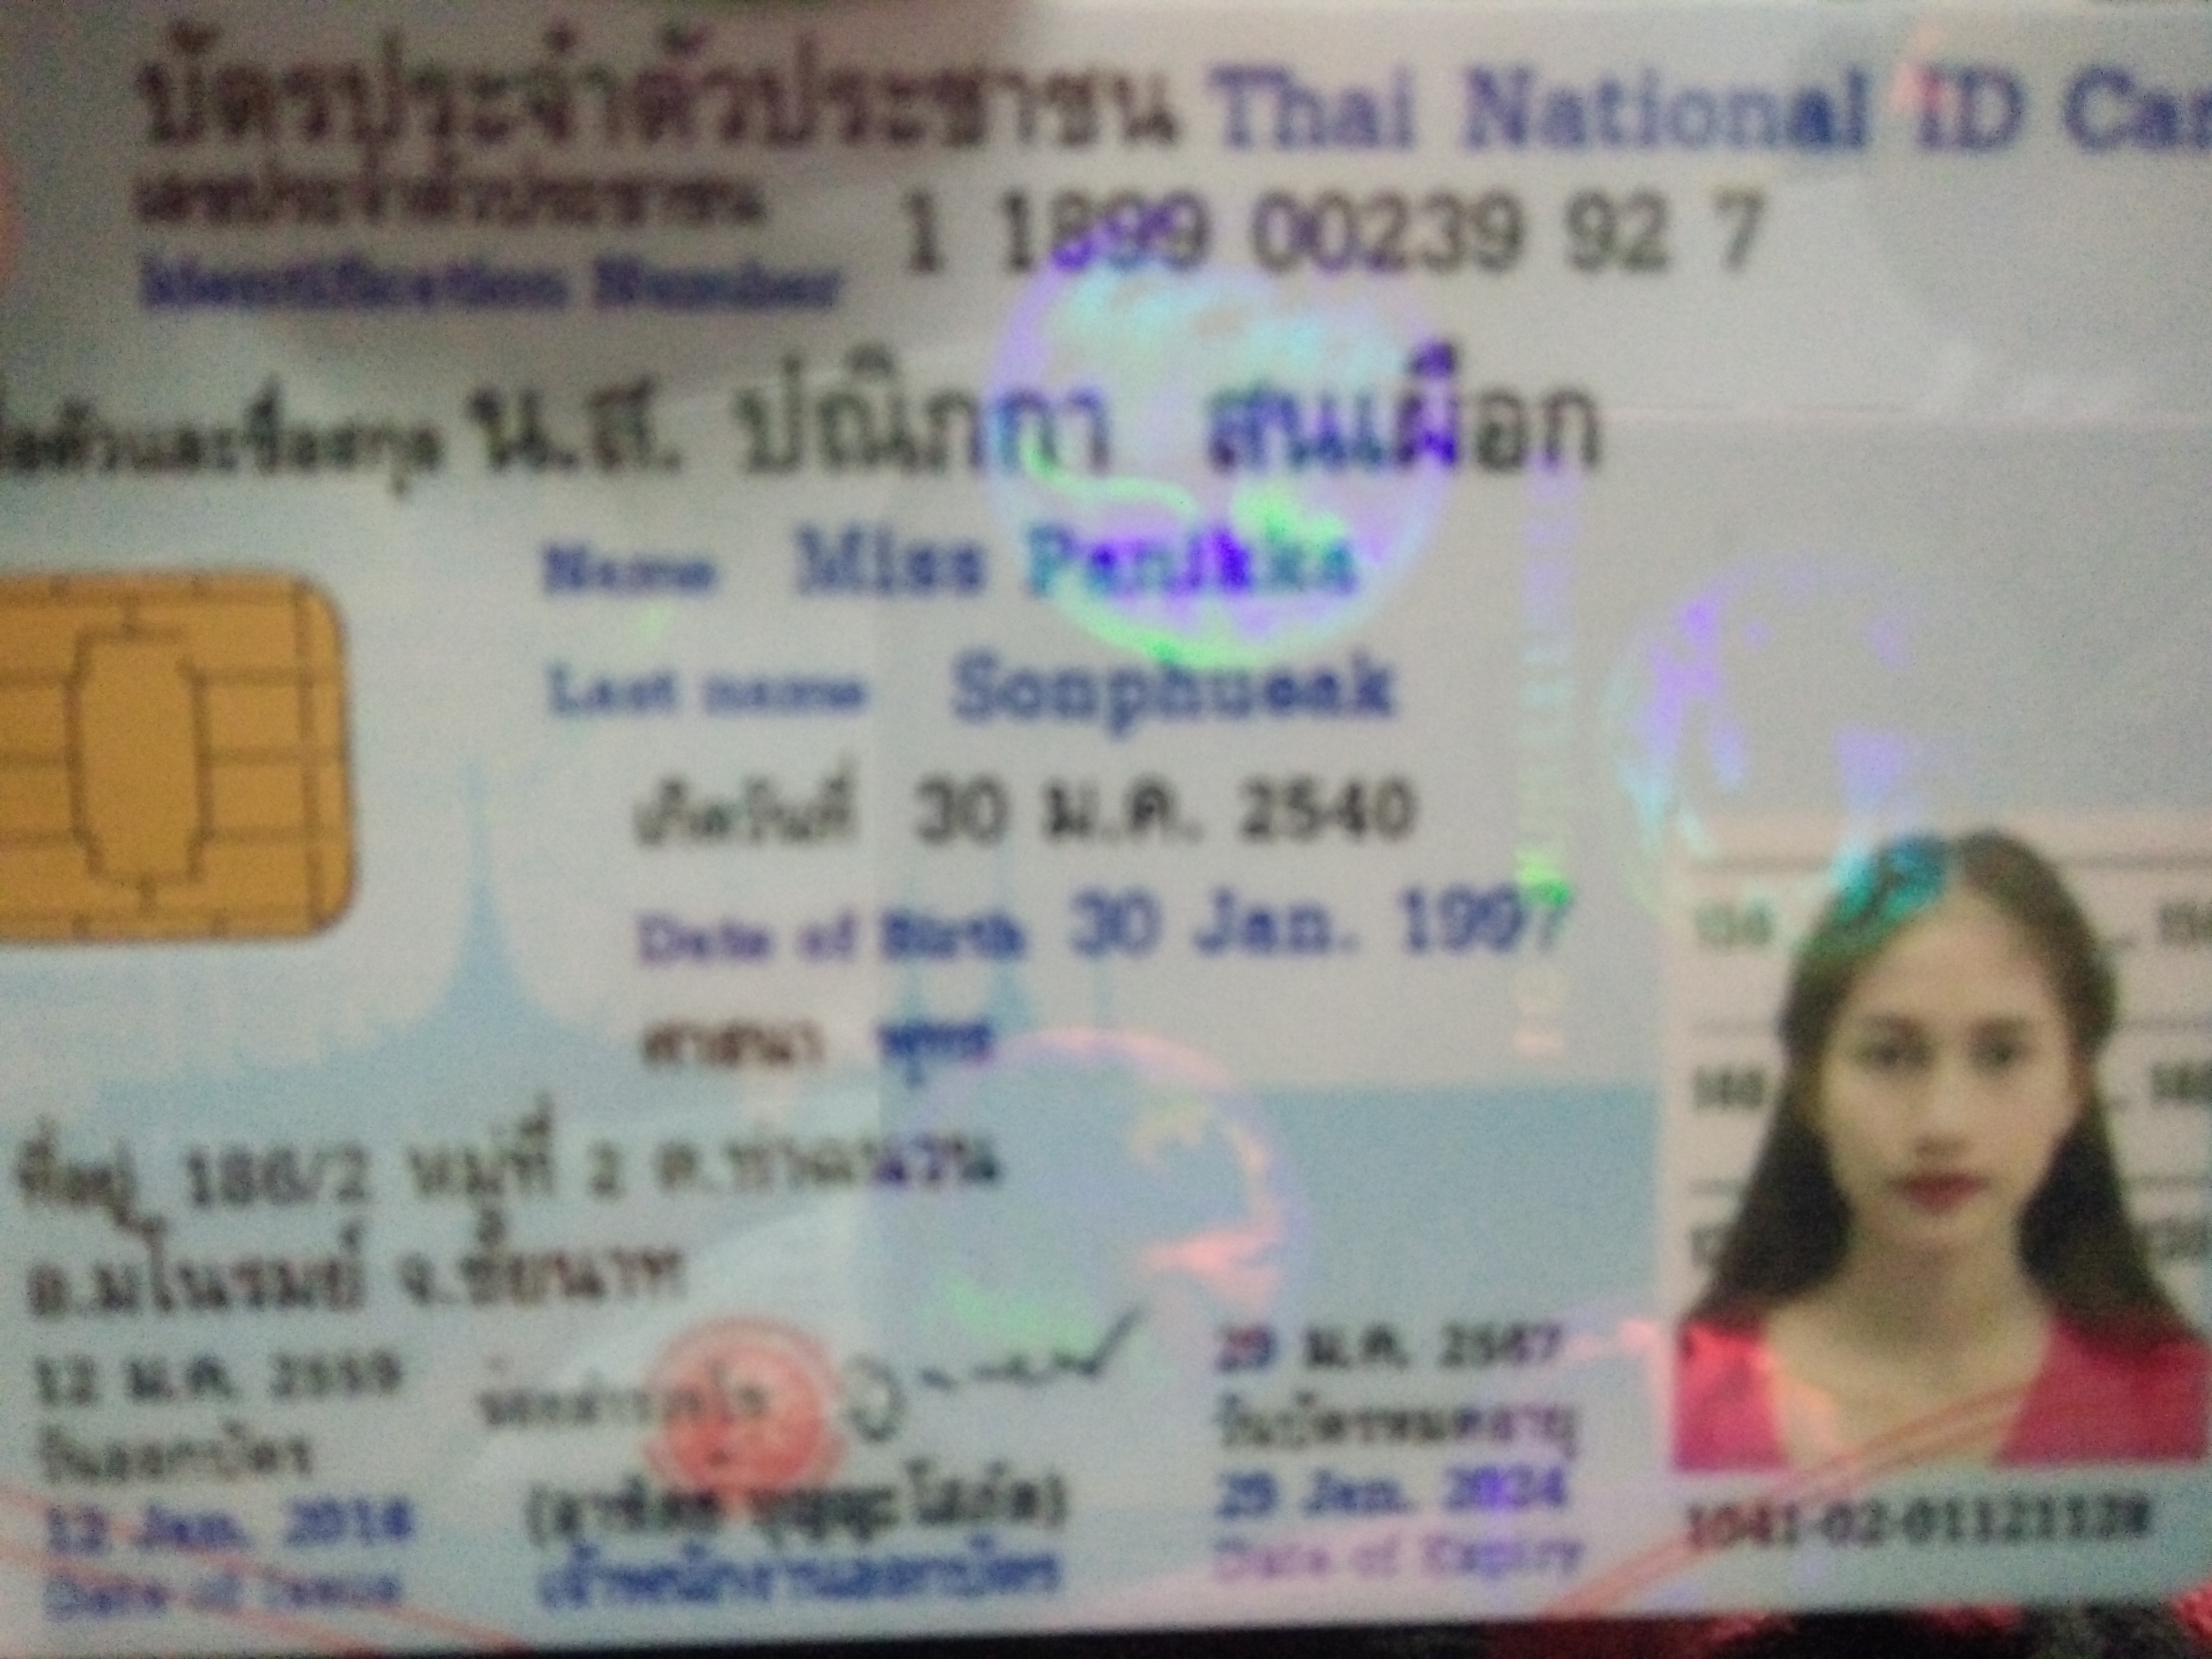 บัตรประจำตัวประชาชน Thai National ID Car
เลขประจำตัวประชาชน
Identification Number
1 1899 00239 92 7
ชื่อตัวและชื่อสกุล น.ส. ปณิกกา สนเผือก
Name Miss Panikka
Last name Sonphueak
เกิดวันที่ 30 ม.ค. 2540
Date of Birth 30 Jan. 1997
ศาสนา พุทธ
ที่อยู่ 186/2 หมู่ที่ 2 ต.
อ.มโนรมย์ จ.ชัยนาท
12 ม.ค. 2559
วันออกบัตร
12 Jan. 2016
Date of Issue
เจ้าพนักงานออกบัตร
29 ม.ค. 2567
วันบัตรหมดอายุ
29 Jan. 2024
Date of Expiry
1041-02-01121128